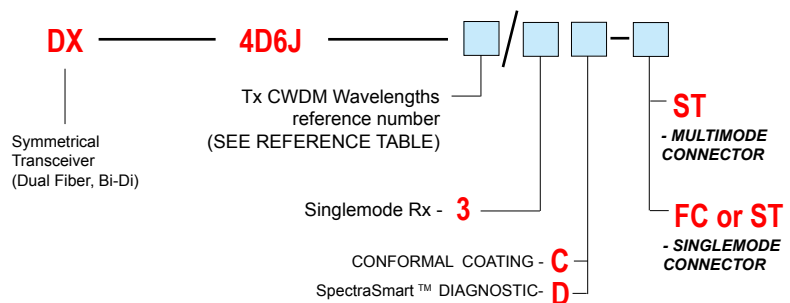 DX 4D6J / -
Tx CWDM Wavelengths
reference number
(SEE REFERENCE TABLE)
Symmetrical
Transceiver
(Dual Fiber, Bi-Di)
ST
- MULTIMODE
CONNECTOR
Singlemode Rx - 3
FC or ST
- SINGLEMODE
CONNECTOR
CONFORMAL COATING - C
SpectraSmart ™ DIAGNOSTIC- D